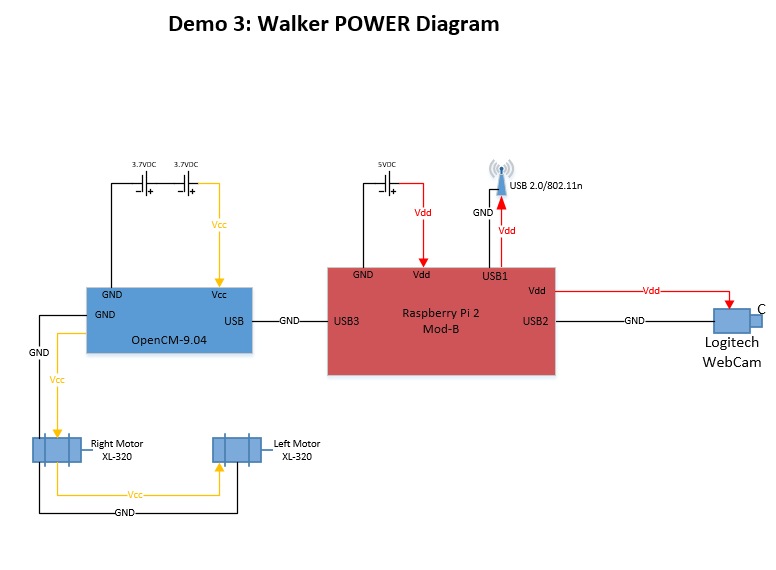 Demo 3: Walker POWER Diagram
3.7VDC
3.7VDC
5VDC
USB 2.0/802.11n
Vcc
Vdd
GND
Vdd
GND
Vdd
USB1
GND
Vcc
Vdd
Vdd
GND
USB
GND
USB3
Raspberry Pi 2
Mod-B
USB2
GND
C
OpenCM-9.04
Logitech
WebCam
GND
Vcc
Right Motor
XL-320
Left Motor
XL-320
Vcc
GND